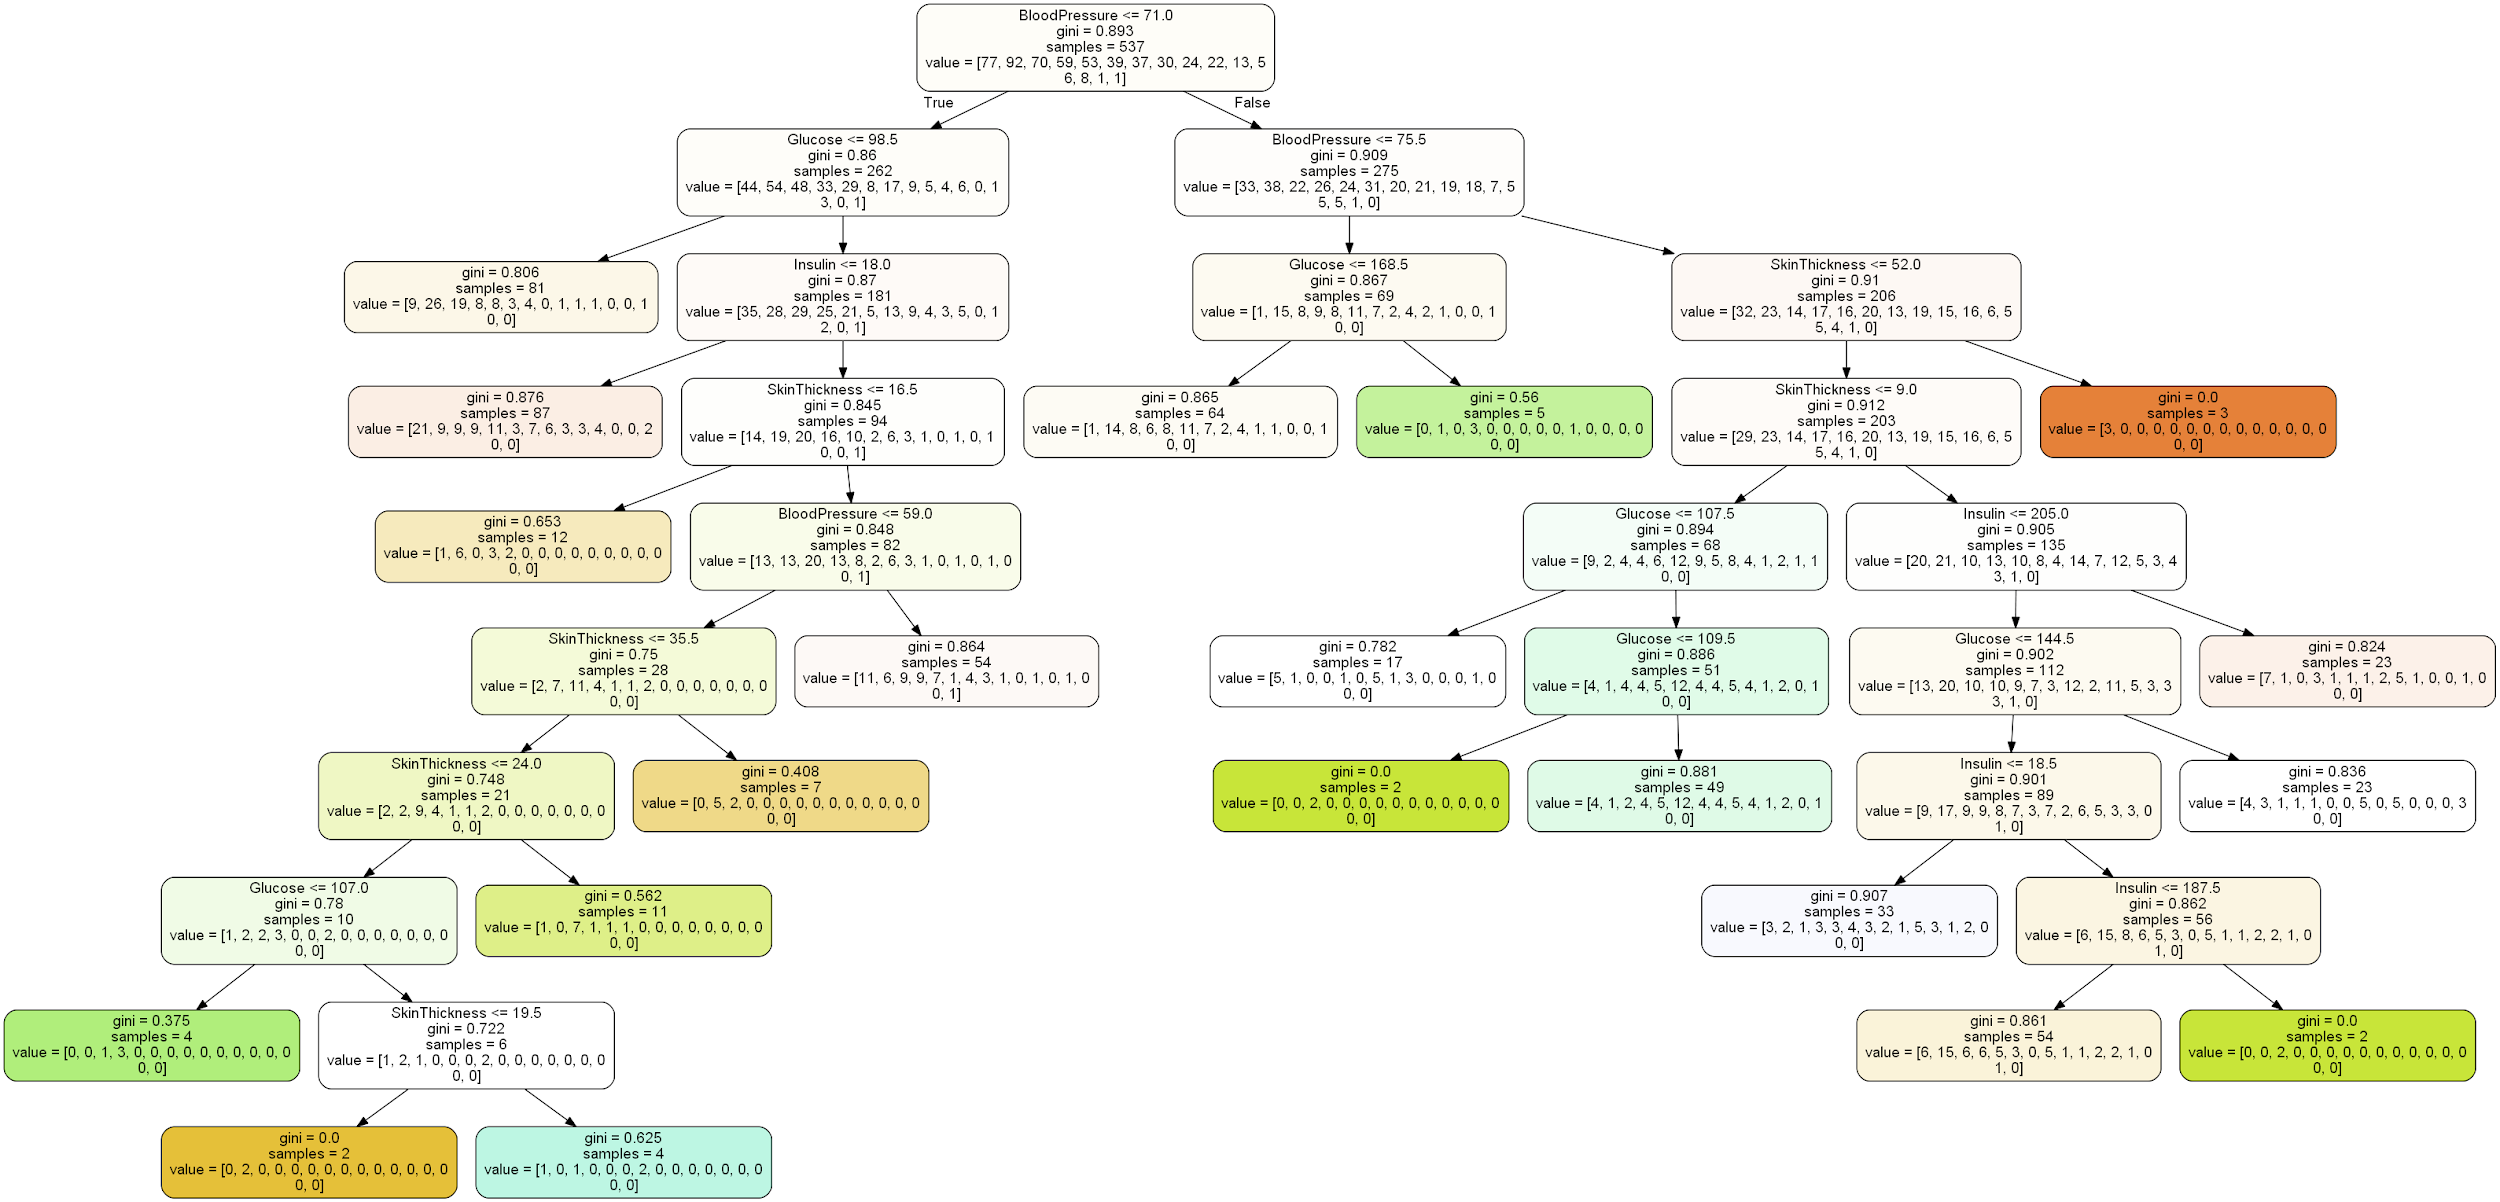 BloodPressure <= 71.0
gini = 0.893
samples = 537
value = [77, 92, 70, 59, 53, 39, 37, 30, 24, 22, 13, 5
6, 8, 1, 1]
True
False
Glucose <= 98.5
gini = 0.86
samples = 262
value = [44, 54, 48, 33, 29, 8, 17, 9, 5, 4, 6, 0, 1
3, 0, 1]
BloodPressure <= 75.5
gini = 0.909
samples = 275
value = [33, 38, 22, 26, 24, 31, 20, 21, 19, 18, 7, 5
5, 5, 1, 0]
gini = 0.806
samples = 81
value = [9, 26, 19, 8, 8, 3, 4, 0, 1, 1, 1, 0, 0, 1
0, 0]
Insulin <= 18.0
gini = 0.87
samples = 181
value = [35, 28, 29, 25, 21, 5, 13, 9, 4, 3, 5, 0, 1
2, 0, 1]
Glucose <= 168.5
gini = 0.867
samples = 69
value = [1, 15, 8, 9, 8, 11, 7, 2, 4, 2, 1, 0, 0, 1
0, 0]
SkinThickness <= 52.0
gini = 0.91
samples = 206
value = [32, 23, 14, 17, 16, 20, 13, 19, 15, 16, 6, 5
5, 4, 1, 0]
gini = 0.876
samples = 87
value = [21, 9, 9, 9, 11, 3, 7, 6, 3, 3, 4, 0, 0, 2
0, 0]
SkinThickness <= 16.5
gini = 0.845
samples = 94
value = [14, 19, 20, 16, 10, 2, 6, 3, 1, 0, 1, 0, 1
0, 0, 1]
gini = 0.865
samples = 64
value = [1, 14, 8, 6, 8, 11, 7, 2, 4, 1, 1, 0, 0, 1
0, 0]
gini = 0.56
samples = 5
value = [0, 1, 0, 3, 0, 0, 0, 0, 0, 1, 0, 0, 0, 0
0, 0]
SkinThickness <= 9.0
gini = 0.912
samples = 203
value = [29, 23, 14, 17, 16, 20, 13, 19, 15, 16, 6, 5
5, 4, 1, 0]
gini = 0.0
samples = 3
value = [3, 0, 0, 0, 0, 0, 0, 0, 0, 0, 0, 0, 0, 0
0, 0]
gini = 0.653
samples = 12
value = [1, 6, 0, 3, 2, 0, 0, 0, 0, 0, 0, 0, 0, 0
0, 0]
BloodPressure <= 59.0
gini = 0.848
samples = 82
value = [13, 13, 20, 13, 8, 2, 6, 3, 1, 0, 1, 0, 1, 0
0, 1]
Glucose <= 107.5
gini = 0.894
samples = 68
value = [9, 2, 4, 4, 6, 12, 9, 5, 8, 4, 1, 2, 1, 1
0, 0]
Insulin <= 205.0
gini = 0.905
samples = 135
value = [20, 21, 10, 13, 10, 8, 4, 14, 7, 12, 5, 3, 4
3, 1, 0]
SkinThickness <= 35.5
gini = 0.75
samples = 28
value = [2, 7, 11, 4, 1, 1, 2, 0, 0, 0, 0, 0, 0, 0
0, 0]
gini = 0.864
samples = 54
value = [11, 6, 9, 9, 7, 1, 4, 3, 1, 0, 1, 0, 1, 0
0, 1]
gini = 0.782
samples = 17
value = [5, 1, 0, 0, 1, 0, 5, 1, 3, 0, 0, 0, 1, 0
0, 0]
Glucose <= 109.5
gini = 0.886
samples = 51
value = [4, 1, 4, 4, 5, 12, 4, 4, 5, 4, 1, 2, 0, 1
0, 0]
Glucose <= 144.5
gini = 0.902
samples = 112
value = [13, 20, 10, 10, 9, 7, 3, 12, 2, 11, 5, 3, 3
3, 1, 0]
gini = 0.824
samples = 23
value = [7, 1, 0, 3, 1, 1, 1, 2, 5, 1, 0, 0, 1, 0
0, 0]
SkinThickness <= 24.0
gini = 0.748
samples = 21
value = [2, 2, 9, 4, 1, 1, 2, 0, 0, 0, 0, 0, 0, 0
0, 0]
gini = 0.408
samples = 7
value = [0, 5, 2, 0, 0, 0, 0, 0, 0, 0, 0, 0, 0, 0
0, 0]
gini = 0.0
samples = 2
value = [0, 0, 2, 0, 0, 0, 0, 0, 0, 0, 0, 0, 0, 0
0, 0]
gini = 0.881
samples = 49
value = [4, 1, 2, 4, 5, 12, 4, 4, 5, 4, 1, 2, 0, 1
0, 0]
Insulin <= 18.5
gini = 0.901
samples = 89
value = [9, 17, 9, 9, 8, 7, 3, 7, 2, 6, 5, 3, 3, 0
1, 0]
gini = 0.836
samples = 23
value = [4, 3, 1, 1, 1, 0, 0, 5, 0, 5, 0, 0, 0, 3
0, 0]
Glucose <= 107.0
gini = 0.78
samples = 10
value = [1, 2, 2, 3, 0, 0, 2, 0, 0, 0, 0, 0, 0, 0
0, 0]
gini = 0.562
samples = 11
value = [1, 0, 7, 1, 1, 1, 0, 0, 0, 0, 0, 0, 0, 0
0, 0]
gini = 0.907
samples = 33
value = [3, 2, 1, 3, 3, 4, 3, 2, 1, 5, 3, 1, 2, 0
0, 0]
Insulin <= 187.5
gini = 0.862
samples = 56
value = [6, 15, 8, 6, 5, 3, 0, 5, 1, 1, 2, 2, 1, 0
1, 0]
gini = 0.375
samples = 4
value = [0, 0, 1, 3, 0, 0, 0, 0, 0, 0, 0, 0, 0, 0
0, 0]
SkinThickness <= 19.5
gini = 0.722
samples = 6
value = [1, 2, 1, 0, 0, 0, 2, 0, 0, 0, 0, 0, 0, 0
0, 0]
gini = 0.861
samples = 54
value = [6, 15, 6, 6, 5, 3, 0, 5, 1, 1, 2, 2, 1, 0
1, 0]
gini = 0.0
samples = 2
value = [0, 0, 2, 0, 0, 0, 0, 0, 0, 0, 0, 0, 0, 0
0, 0]
gini = 0.0
samples = 2
value = [0, 2, 0, 0, 0, 0, 0, 0, 0, 0, 0, 0, 0, 0
0, 0]
gini = 0.625
samples = 4
value = [1, 0, 1, 0, 0, 0, 2, 0, 0, 0, 0, 0, 0, 0
0, 0]